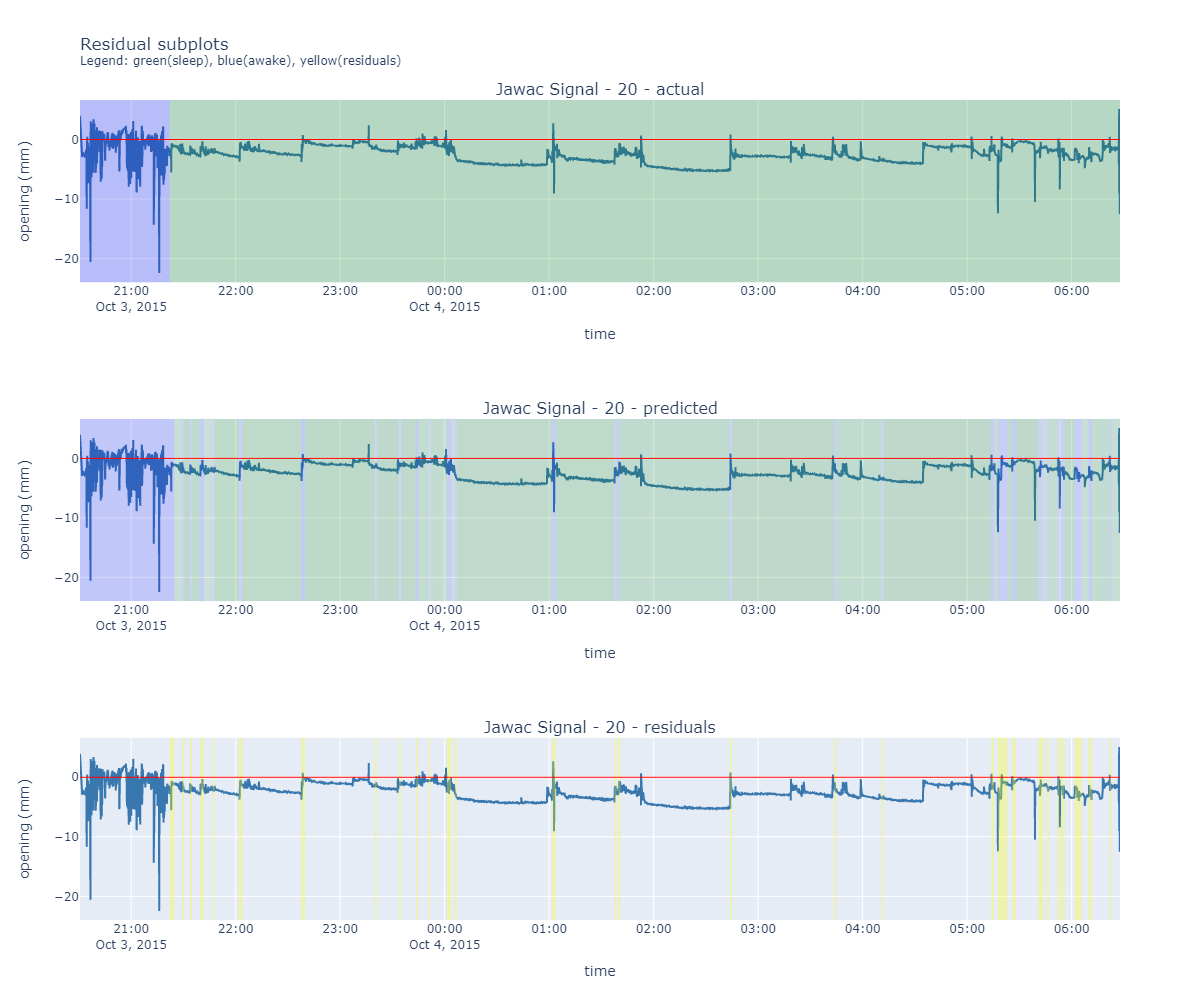 Residual subplots
Legend: green(sleep), blue(awake), yellow(residuals)
Jawac Signal - 20 - actual
opening (mm)
0
−10
−20
21:00 22:00 23:00 00:00 01:00 02:00 03:00 04:00 05:00 06:00
Oct 3, 2015 Oct 4, 2015
time
Jawac Signal - 20 - predicted
opening (mm)
0
−10
−20
21:00 22:00 23:00 00:00 01:00 02:00 03:00 04:00 05:00 06:00
Oct 3, 2015 Oct 4, 2015
time
Jawac Signal - 20 - residuals
opening (mm)
0
−10
−20
21:00 22:00 23:00 00:00 01:00 02:00 03:00 04:00 05:00 06:00
Oct 3, 2015 Oct 4, 2015
time